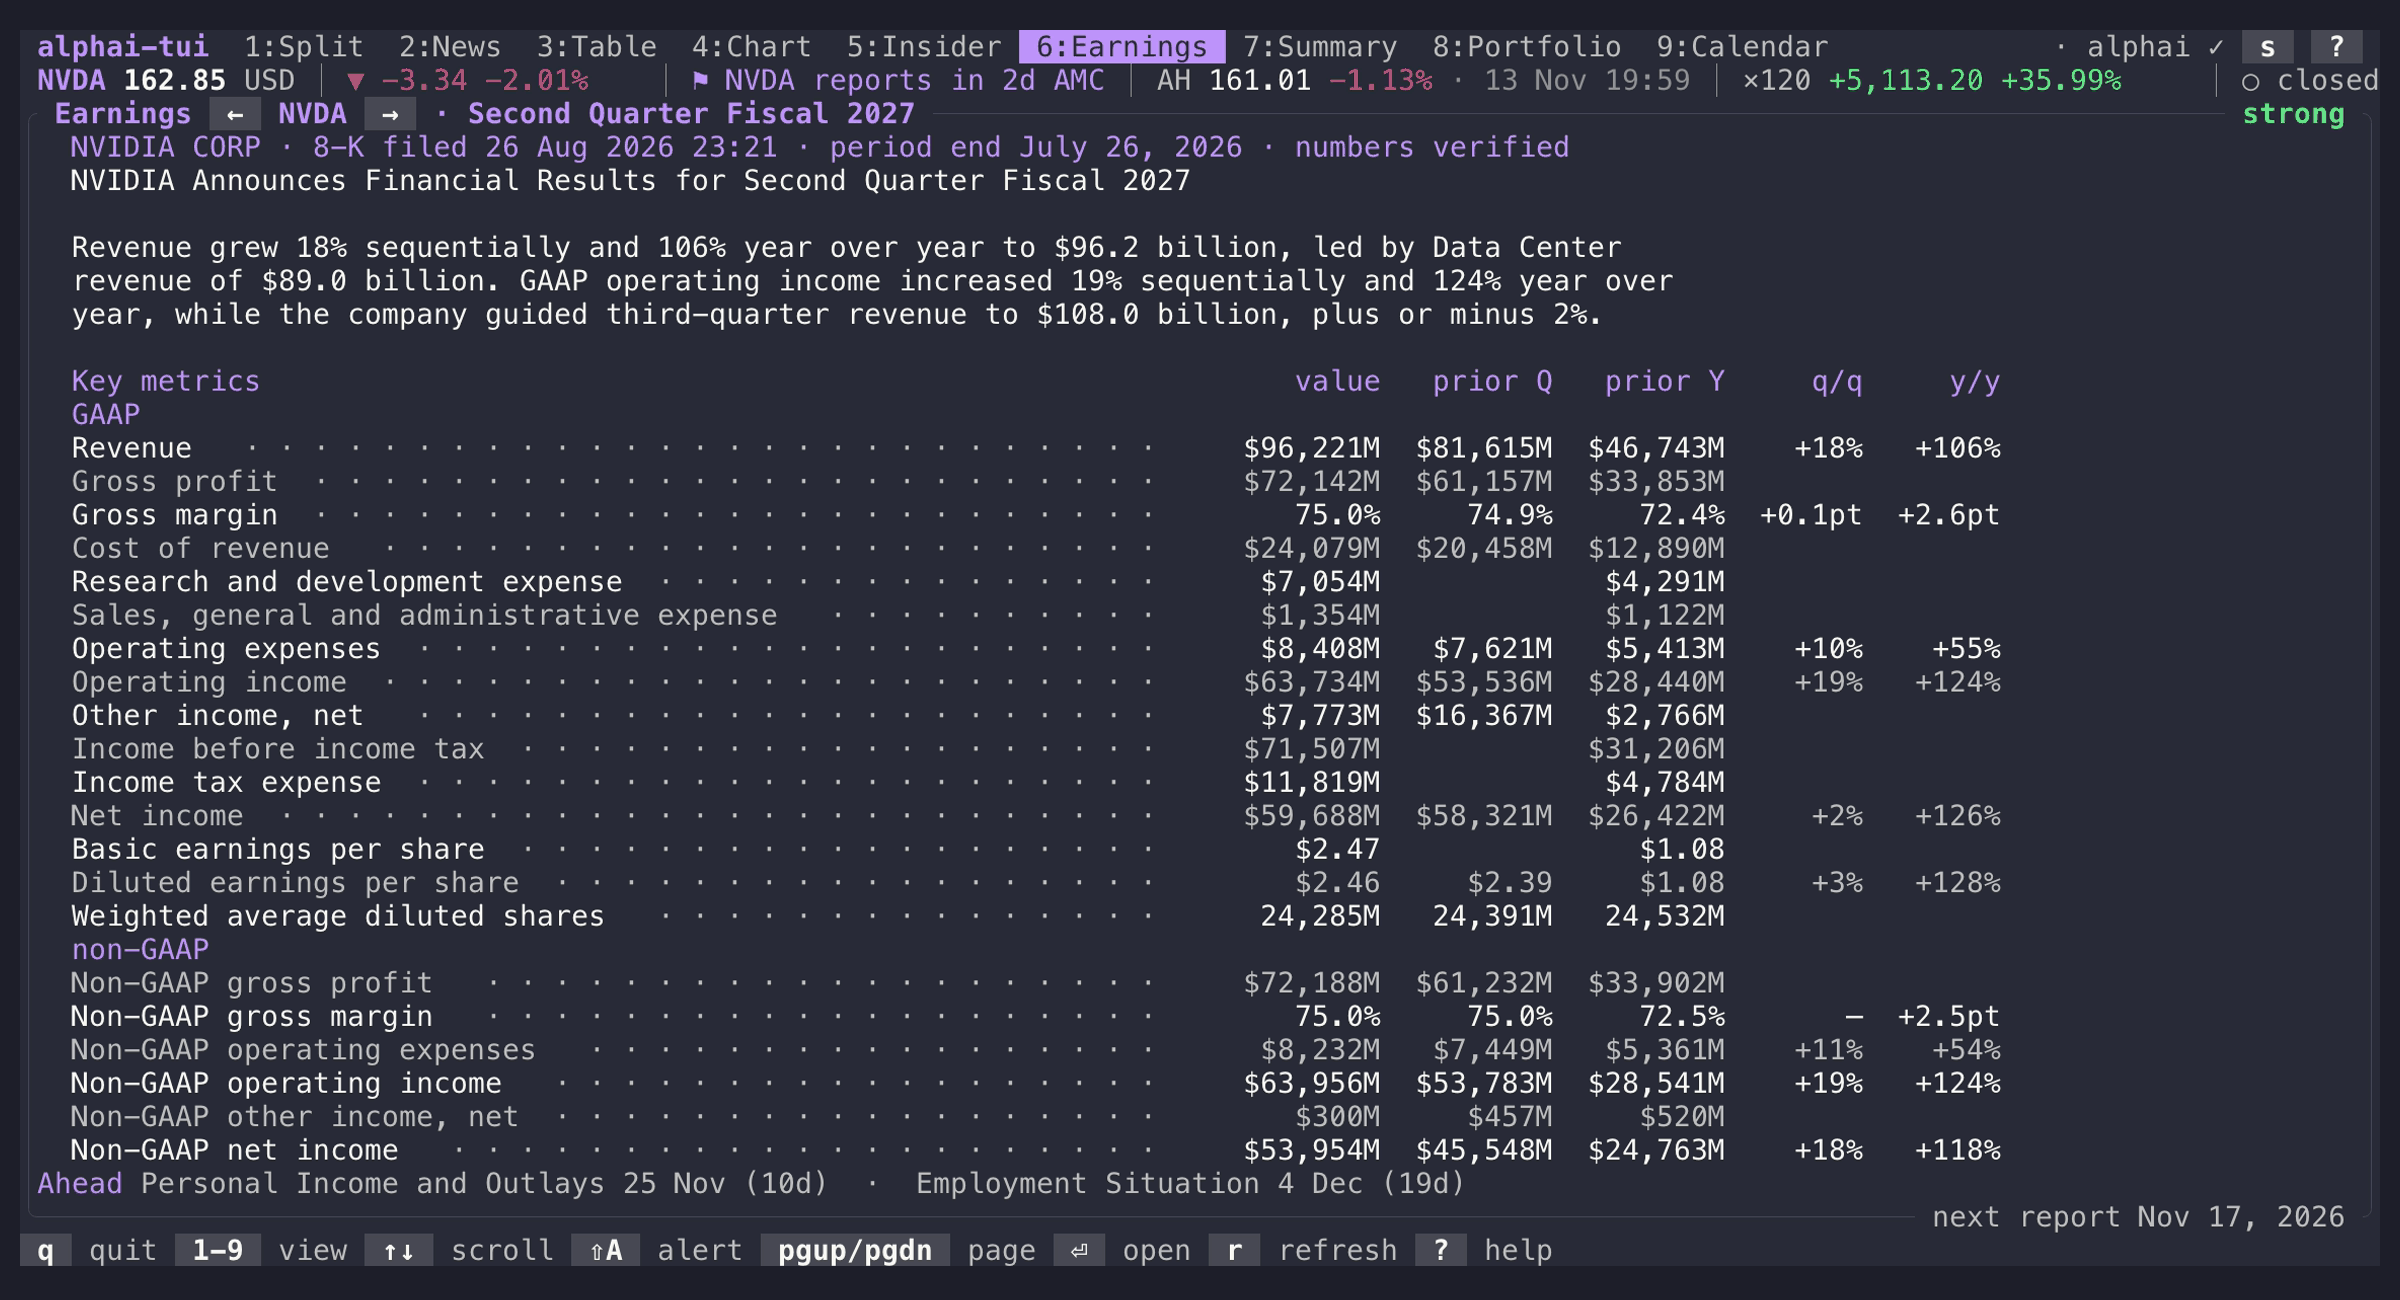 alphai-tui 1:Split 2:News 3:Table 4:Chart 5:Insider 6:Earnings 7:Summary 8:Portfolio 9:Calendar · alphai ✓ s ?
NVDA 162.85 USD │ ▼ −3.34 −2.01% │ ⚑ NVDA reports in 2d AMC │ AH 161.01 −1.13% · 13 Nov 19:59 │ ×120 +5,113.20 +35.99% │ ○ closed
Earnings ← NVDA → · Second Quarter Fiscal 2027 strong
NVIDIA CORP · 8-K filed 26 Aug 2026 23:21 · period end July 26, 2026 · numbers verified
NVIDIA Announces Financial Results for Second Quarter Fiscal 2027
Revenue grew 18% sequentially and 106% year over year to $96.2 billion, led by Data Center
revenue of $89.0 billion. GAAP operating income increased 19% sequentially and 124% year over
year, while the company guided third-quarter revenue to $108.0 billion, plus or minus 2%.
Key metrics value prior Q prior Y q/q y/y
GAAP
Revenue $96,221M $81,615M $46,743M +18% +106%
Gross profit $72,142M $61,157M $33,853M
Gross margin 75.0% 74.9% 72.4% +0.1pt +2.6pt
Cost of revenue $24,079M $20,458M $12,890M
Research and development expense $7,054M $4,291M
Sales, general and administrative expense $1,354M $1,122M
Operating expenses $8,408M $7,621M $5,413M +10% +55%
Operating income $63,734M $53,536M $28,440M +19% +124%
Other income, net $7,773M $16,367M $2,766M
Income before income tax $71,507M $31,206M
Income tax expense $11,819M $4,784M
Net income $59,688M $58,321M $26,422M +2% +126%
Basic earnings per share $2.47 $1.08
Diluted earnings per share $2.46 $2.39 $1.08 +3% +128%
Weighted average diluted shares 24,285M 24,391M 24,532M
non-GAAP
Non-GAAP gross profit $72,188M $61,232M $33,902M
Non-GAAP gross margin 75.0% 75.0% 72.5% — +2.5pt
Non-GAAP operating expenses $8,232M $7,449M $5,361M +11% +54%
Non-GAAP operating income $63,956M $53,783M $28,541M +19% +124%
Non-GAAP other income, net $300M $457M $520M
Non-GAAP net income $53,954M $45,548M $24,763M +18% +118%
Ahead Personal Income and Outlays 25 Nov (10d) · Employment Situation 4 Dec (19d)
next report Nov 17, 2026
q quit 1-9 view ↑↓ scroll ⇧A alert pgup/pgdn page ⏎ open r refresh ? help